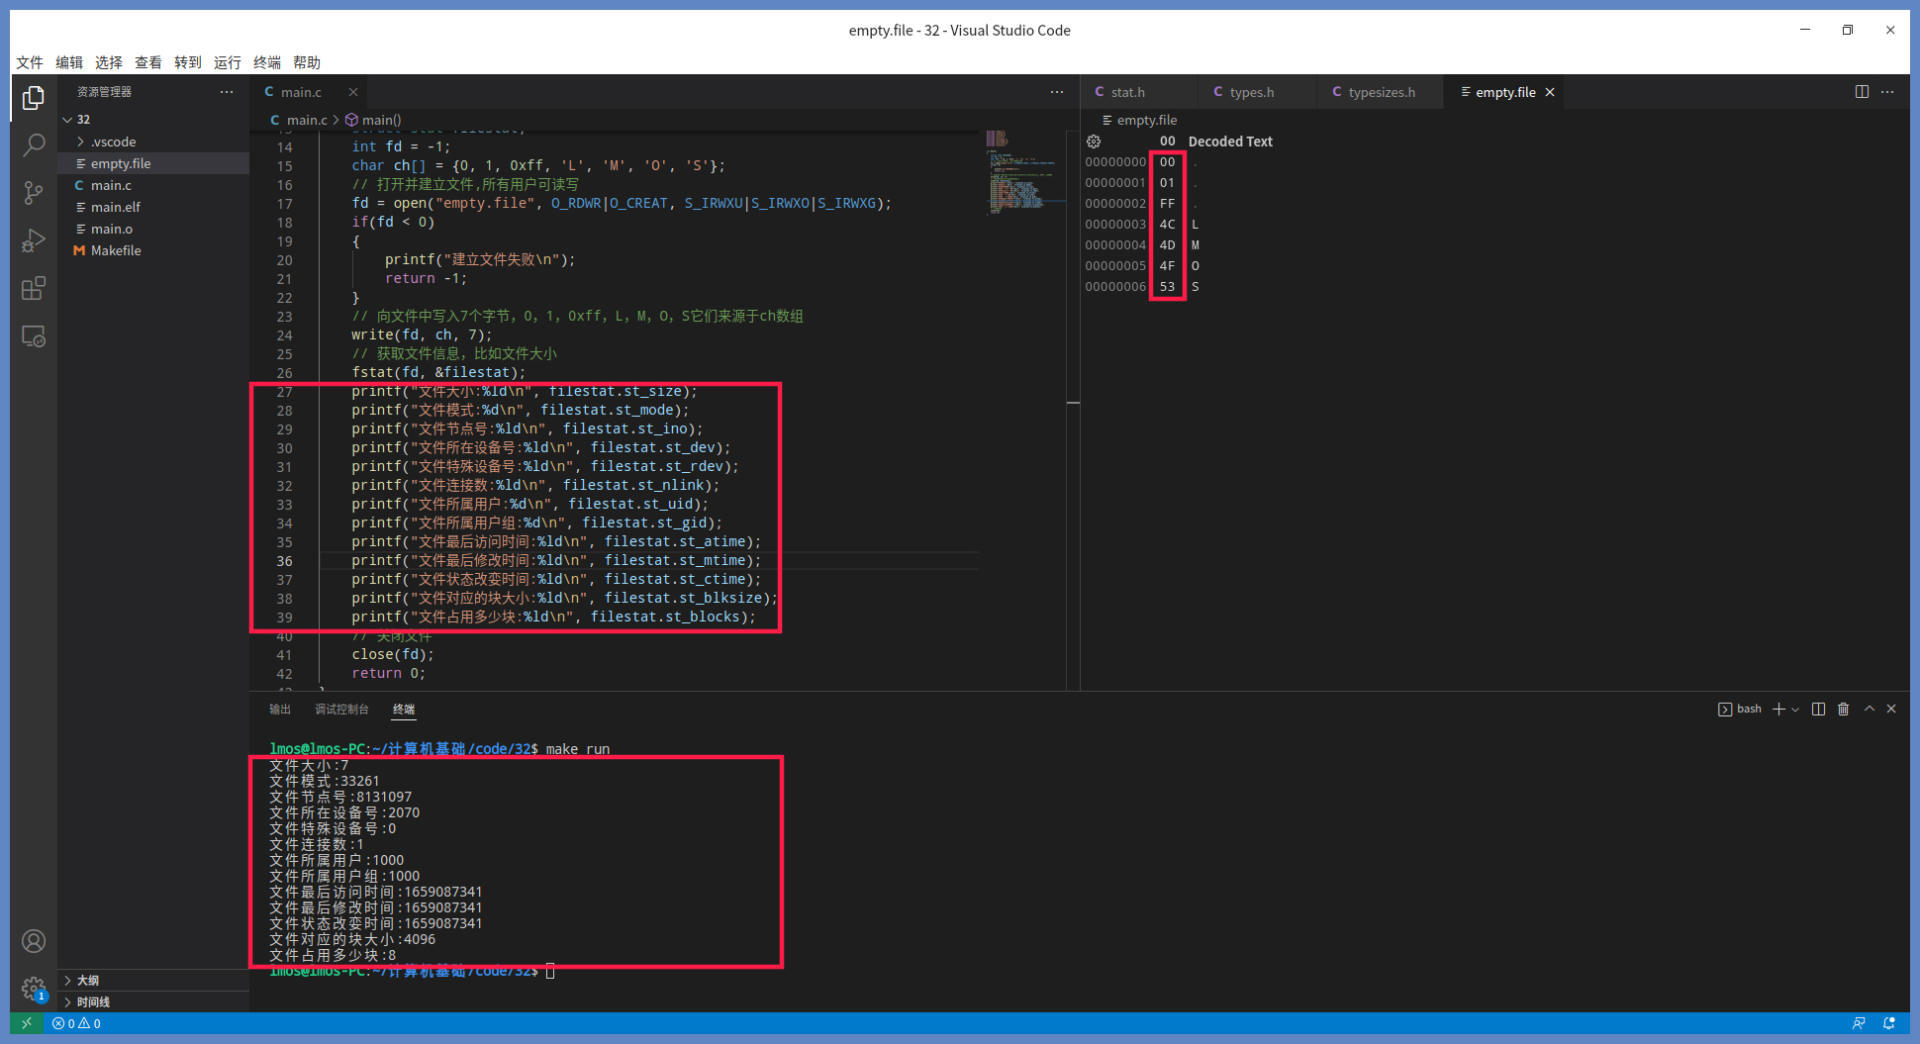 empty.file - 32 - Visual Studio Code
文件 编辑 选择 查看 转到 运行 终端 帮助
资源管理器
32
.vscode
empty.file
main.c
main.elf
main.o
Makefile
大纲
时间线
main.c
main.c > main()
14 int fd = -1;
15 char ch[] = {0, 1, 0xff, 'L', 'M', 'O', 'S'};
16 // 打开并建立文件,所有用户可读写
17 fd = open("empty.file", O_RDWR|O_CREAT, S_IRWXU|S_IRWXO|S_IRWXG);
18 if(fd < 0)
19 {
20 printf("建立文件失败\n");
21 return -1;
22 }
23 // 向文件中写入7个字节，0，1，0xff，L，M，O，S它们来源于ch数组
24 write(fd, ch, 7);
25 // 获取文件信息，比如文件大小
26 fstat(fd, &filestat);
27 printf("文件大小:%ld\n", filestat.st_size);
28 printf("文件模式:%d\n", filestat.st_mode);
29 printf("文件节点号:%ld\n", filestat.st_ino);
30 printf("文件所在设备号:%ld\n", filestat.st_dev);
31 printf("文件特殊设备号:%ld\n", filestat.st_rdev);
32 printf("文件连接数:%ld\n", filestat.st_nlink);
33 printf("文件所属用户:%d\n", filestat.st_uid);
34 printf("文件所属用户组:%d\n", filestat.st_gid);
35 printf("文件最后访问时间:%ld\n", filestat.st_atime);
36 printf("文件最后修改时间:%ld\n", filestat.st_mtime);
37 printf("文件状态改变时间:%ld\n", filestat.st_ctime);
38 printf("文件对应的块大小:%ld\n", filestat.st_blksize);
39 printf("文件占用多少块:%ld\n", filestat.st_blocks);
40 // 关闭文件
41 close(fd);
42 return 0;
stat.h types.h typesizes.h empty.file
empty.file
00 Decoded Text
00000000 00 .
00000001 01 .
00000002 FF .
00000003 4C L
00000004 4D M
00000005 4F O
00000006 53 S
输出 调试控制台 终端
bash
lmos@lmos-PC:~/计算机基础/code/32$ make run
文件大小:7
文件模式:33261
文件节点号:8131097
文件所在设备号:2070
文件特殊设备号:0
文件连接数:1
文件所属用户:1000
文件所属用户组:1000
文件最后访问时间:1659087341
文件最后修改时间:1659087341
文件状态改变时间:1659087341
文件对应的块大小:4096
文件占用多少块:8
lmos@lmos-PC:~/计算机基础/code/32$
1
0 0